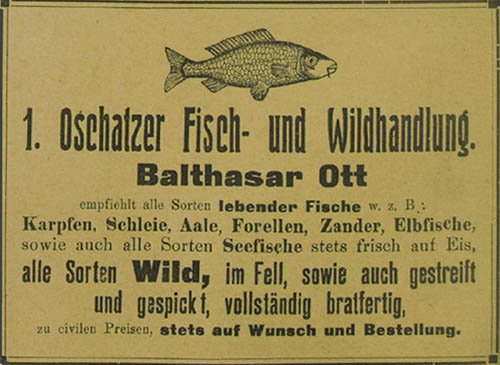 1. Oschatzer Fisch- und Wildhandlung.
Balthasar Ott
empfiehlt alle Sorten lebender Fische w. z. B.:
Karpfen, Schleie, Aale, Forellen, Zander, Elbfische,
sowie auch alle Sorten Seefische stets frisch auf Eis,
alle Sorten Wild, im Fell, sowie auch gestreift
und gespickt, vollständig bratfertig,
zu civilen Preisen, stets auf Wunsch und Bestellung.